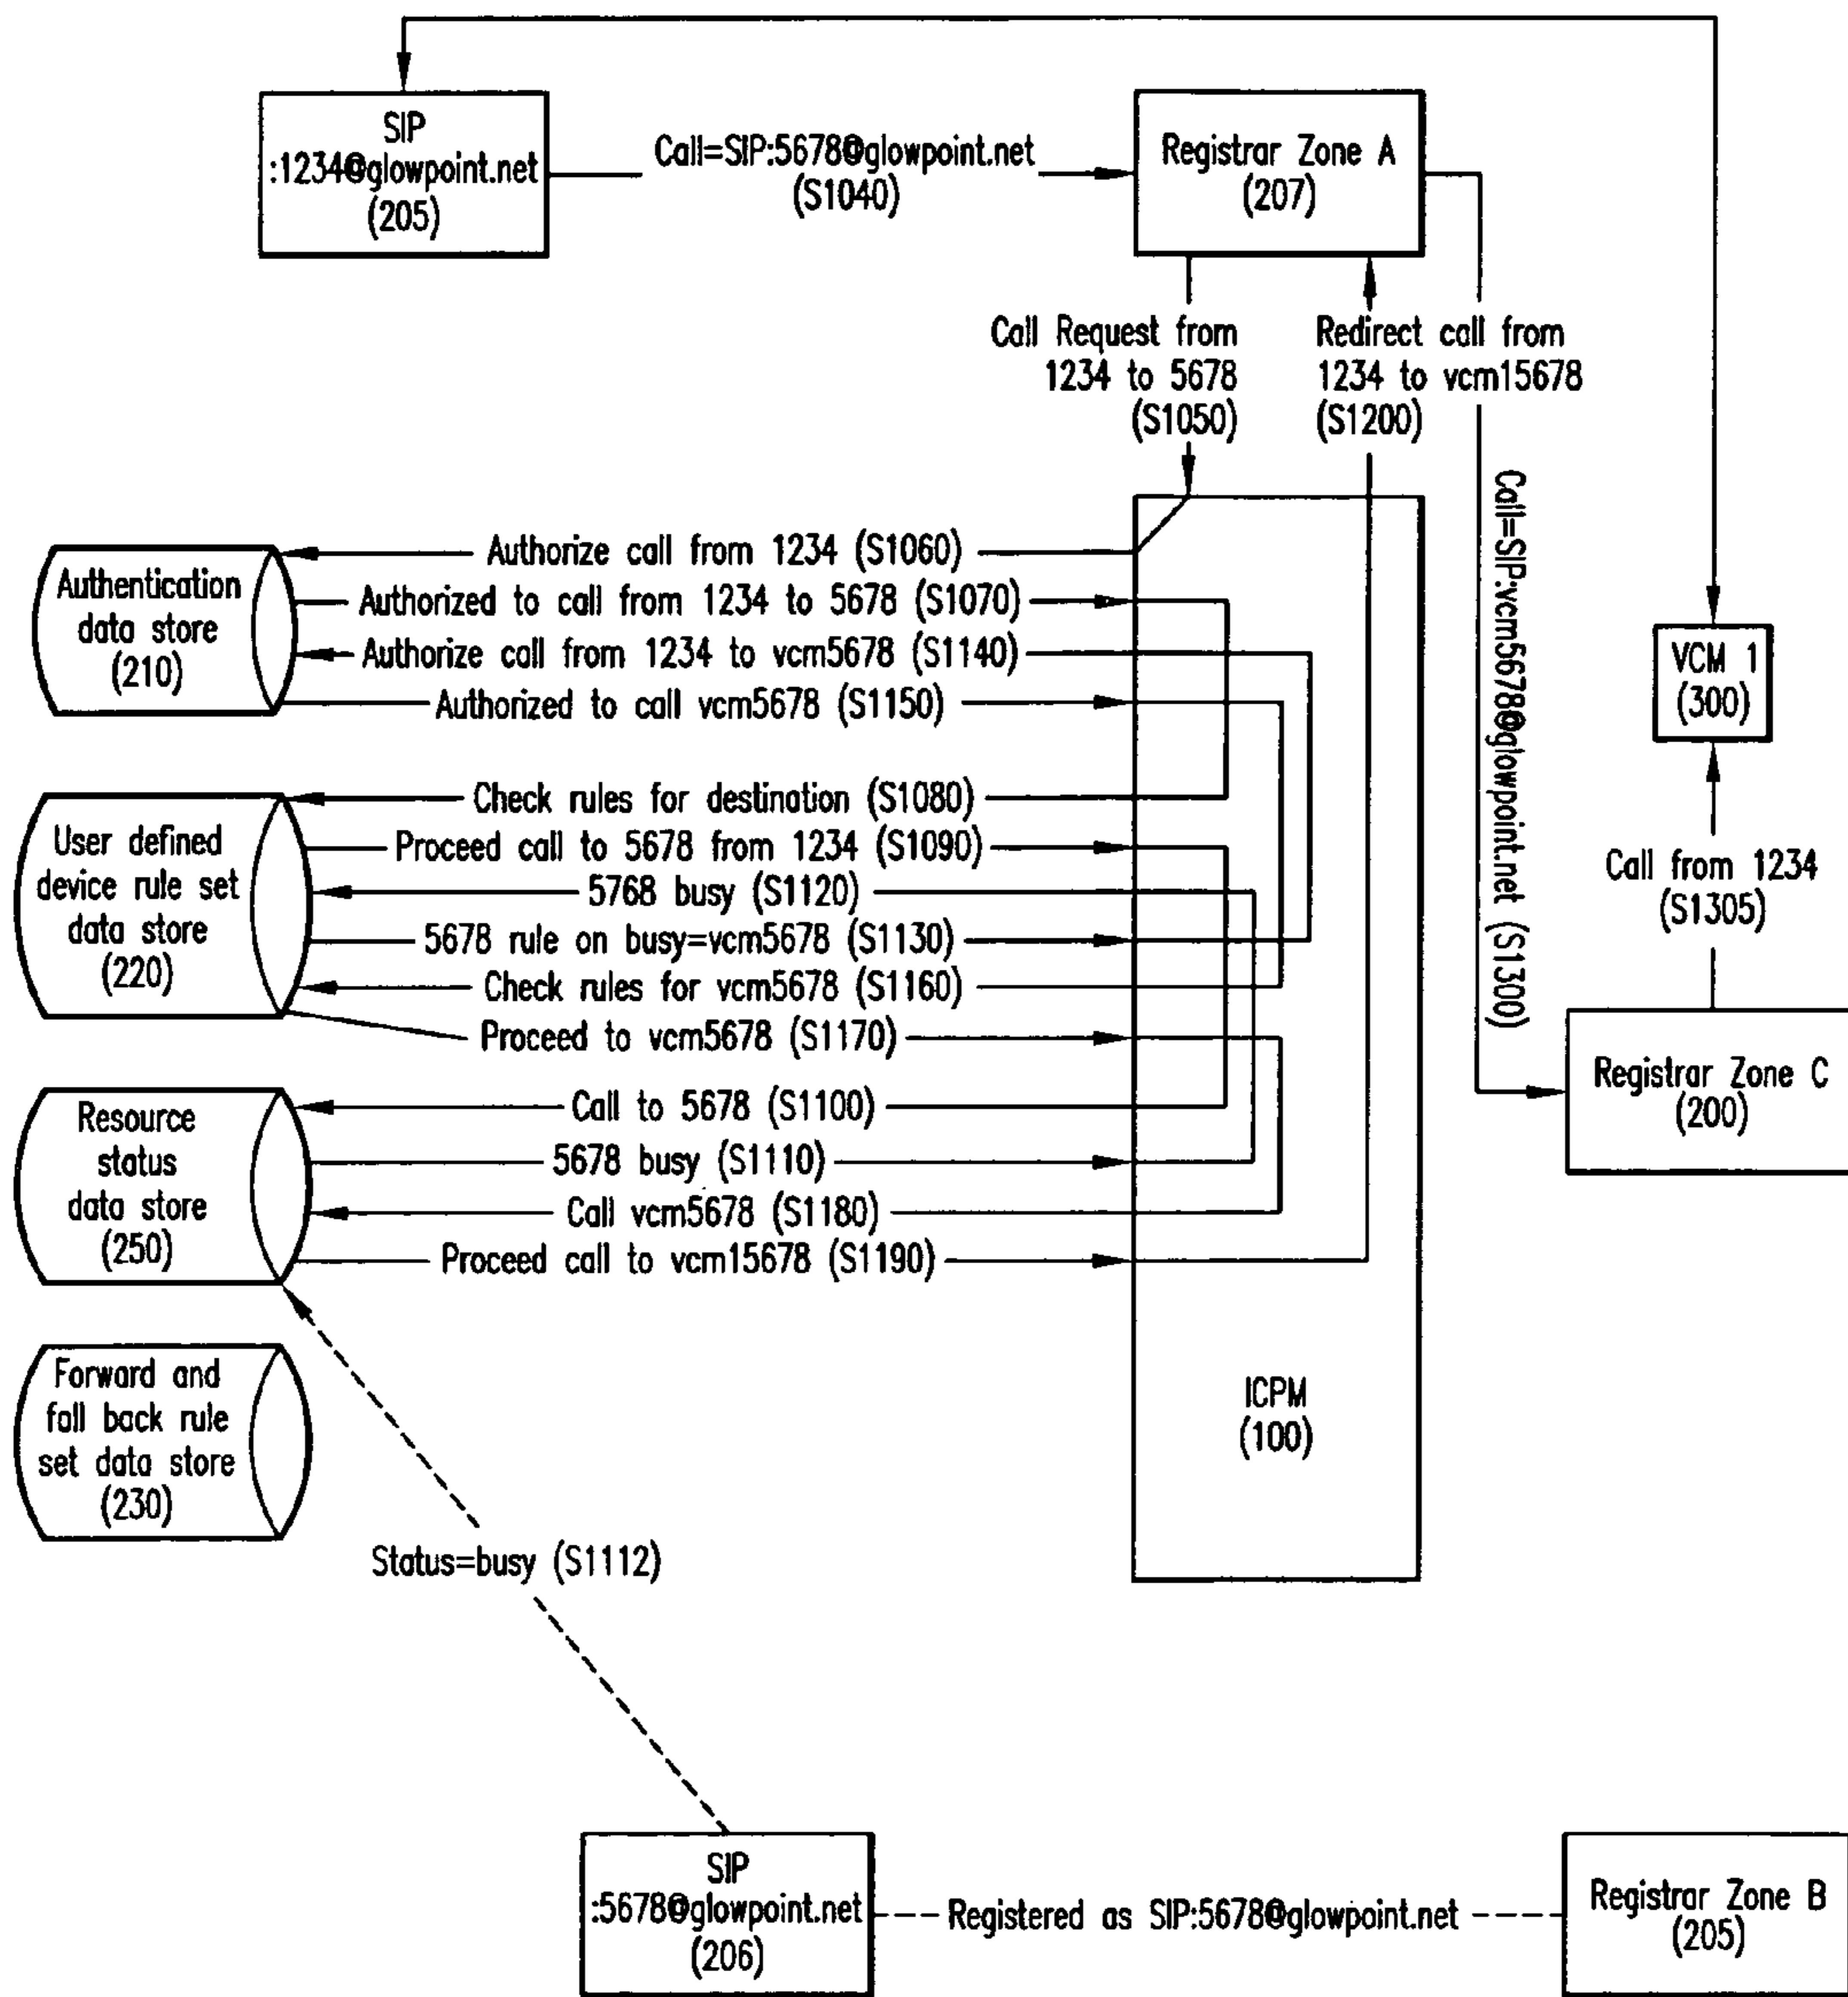 SIP
:1234@glowpoint.net
(205)
Call=SIP:5678@glowpoint.net
(S1040)
Registrar Zone A
(207)
Call Request from
1234 to 5678
(S1050)
Redirect call from
1234 to vcm15678
(S1200)
Call=SIP:vcm5678@glowpoint.net (S1300)
Authentication
data store
(210)
Authorize call from 1234 (S1060)
Authorized to call from 1234 to 5678 (S1070)
Authorize call from 1234 to vcm5678 (S1140)
Authorized to call vcm5678 (S1150)
VCM 1
(300)
User defined
device rule set
data store
(220)
Check rules for destination (S1080)
Proceed call to 5678 from 1234 (S1090)
5768 busy (S1120)
5678 rule on busy=vcm5678 (S1130)
Check rules for vcm5678 (S1160)
Proceed to vcm5678 (S1170)
Call from 1234
(S1305)
Registrar Zone C
(200)
Resource
status
data store
(250)
Call to 5678 (S1100)
5678 busy (S1110)
Call vcm5678 (S1180)
Proceed call to vcm15678 (S1190)
Forward and
fall back rule
set data store
(230)
ICPM
(100)
Status=busy (S1112)
SIP
:5678@glowpoint.net
(206)
Registered as SIP:5678@glowpoint.net
Registrar Zone B
(205)